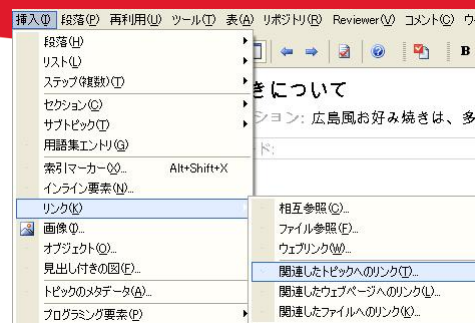 挿入(I) 段落(P) 再利用(U) ツール(T) 表(A) リポジトリ(R) Reviewer(V) コメント(C) ウ
段落(H)
リスト(L)
ステップ(複数)(T)
セクション(C)
サブトピック(D)
用語集エントリ(G)
索引マーカー(X)... Alt+Shift+X
インライン要素(N)...
リンク(K)
画像(I)...
オブジェクト(O)...
見出し付きの図(F)...
トピックのメタデータ(A)...
プログラミング要素(P)
B
きについて
ション: 広島風お好み焼きは、多
ド:
相互参照(C)...
ファイル参照(F)...
ウェブリンク(W)...
関連したトピックへのリンク(T)...
関連したウェブページへのリンク(L)...
関連したファイルへのリンク(K)...